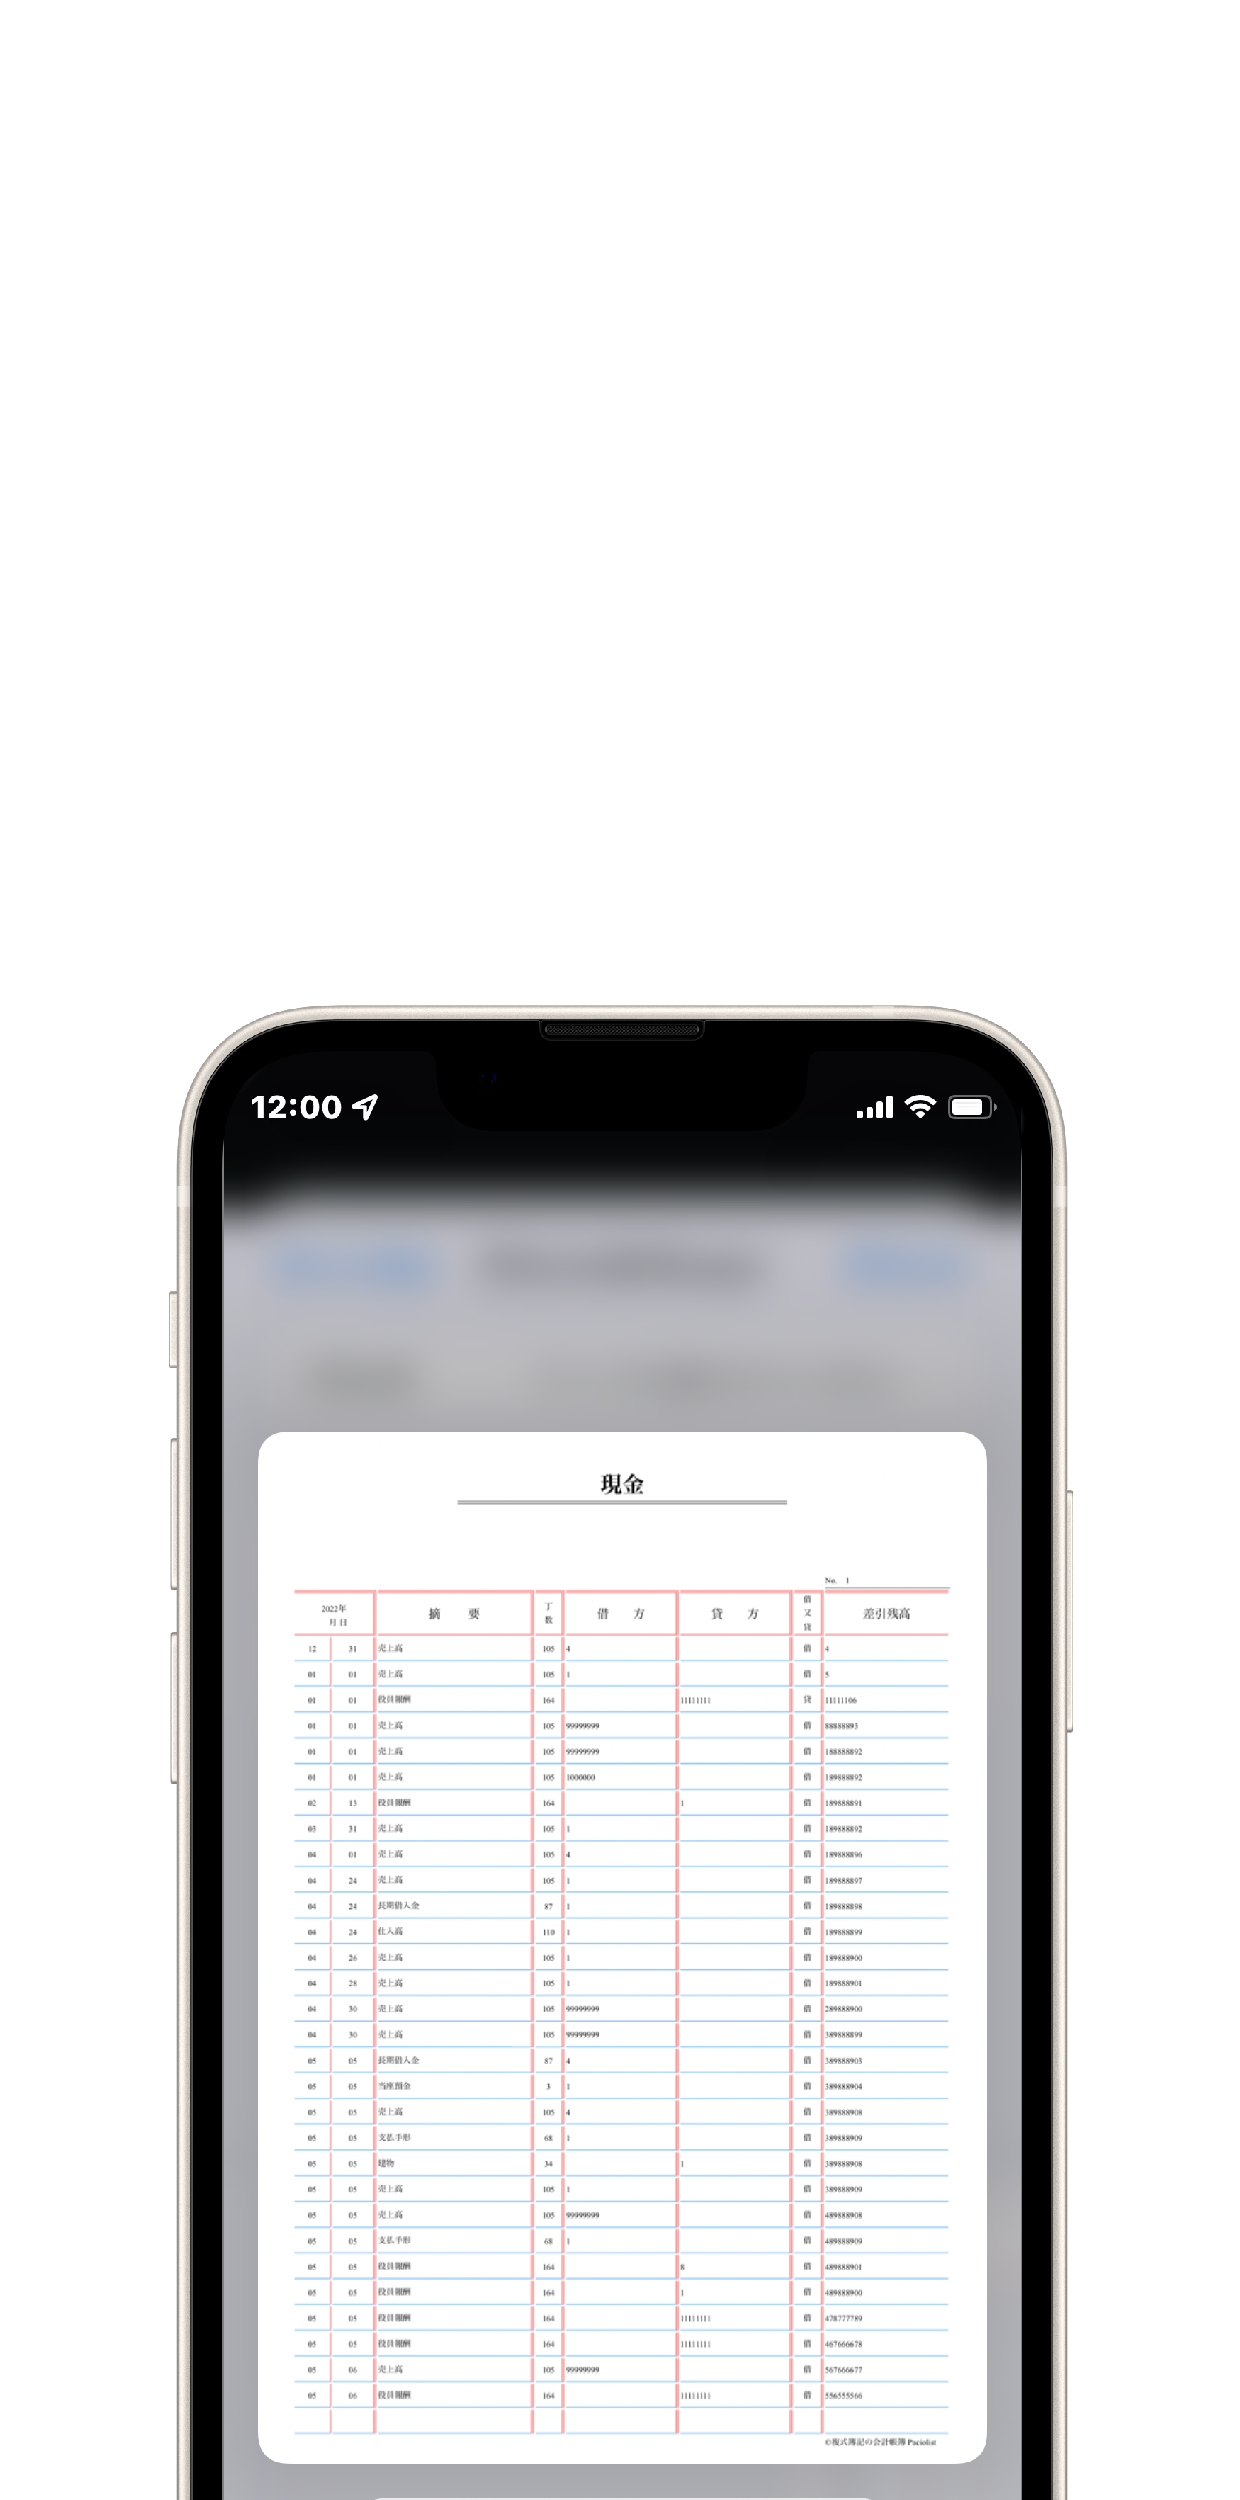 12:00
現金
No. 1
2022年 月 日 摘 要 丁数 借 方 貸 方 借又貸 差引残高
12 31 売上高 105 4 借 4
01 01 売上高 105 1 借 5
01 01 役員報酬 164 11111111 貸 11111106
01 01 売上高 105 99999999 借 88888893
01 01 売上高 105 99999999 借 188888892
01 01 売上高 105 1000000 借 189888892
02 13 役員報酬 164 1 借 189888891
03 31 売上高 105 1 借 189888892
04 01 売上高 105 4 借 189888896
04 24 売上高 105 1 借 189888897
04 24 長期借入金 87 1 借 189888898
04 24 仕入高 110 1 借 189888899
04 26 売上高 105 1 借 189888900
04 28 売上高 105 1 借 189888901
04 30 売上高 105 99999999 借 289888900
04 30 売上高 105 99999999 借 389888899
05 05 長期借入金 87 4 借 389888903
05 05 当座預金 3 1 借 389888904
05 05 売上高 105 4 借 389888908
05 05 支払手形 68 1 借 389888909
05 05 建物 34 1 借 389888908
05 05 売上高 105 1 借 389888909
05 05 売上高 105 99999999 借 489888908
05 05 支払手形 68 1 借 489888909
05 05 役員報酬 164 8 借 489888901
05 05 役員報酬 164 1 借 489888900
05 05 役員報酬 164 11111111 借 478777789
05 05 役員報酬 164 11111111 借 467666678
05 06 売上高 105 99999999 借 567666677
05 06 役員報酬 164 11111111 借 556555566
©複式簿記の会計帳簿 Paciolist